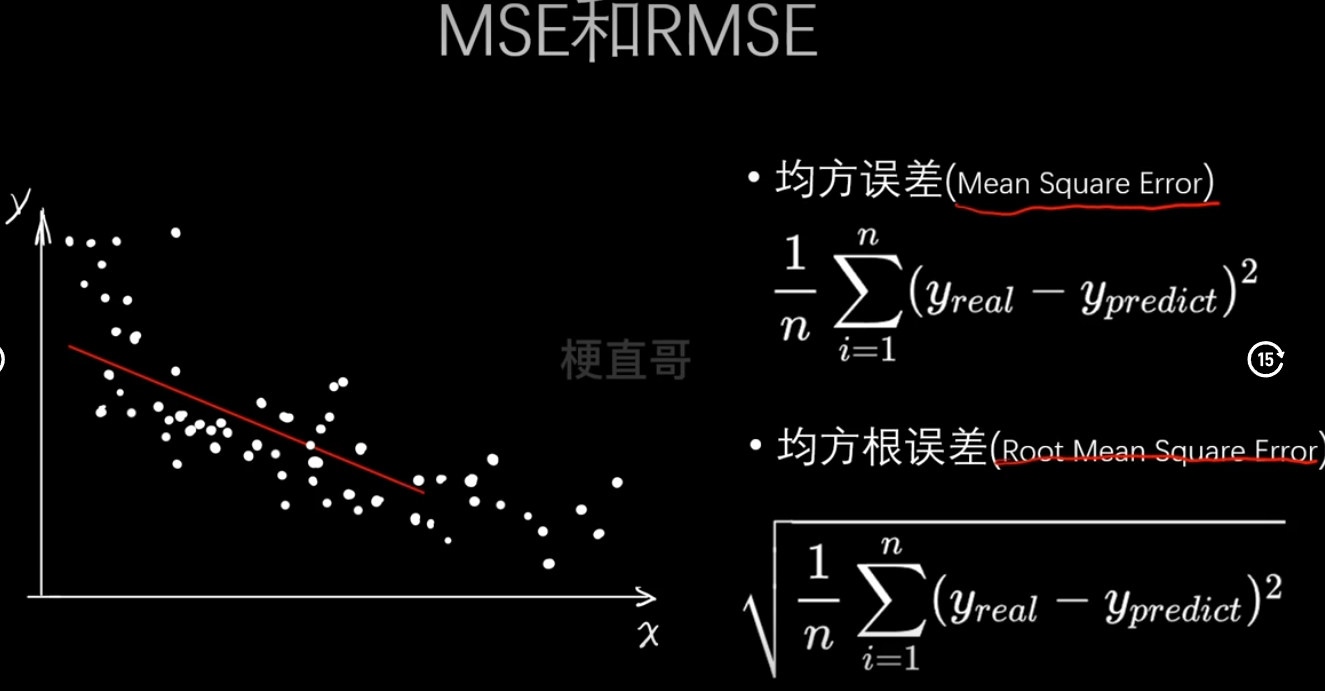 MSE和RMSE
y
• 均方误差(Mean Square Error)
\frac{1}{n} \sum_{i=1}^{n} (y_{real} - y_{predict})^2
梗直哥
15
• 均方根误差(Root Mean Square Error)
\sqrt{\frac{1}{n} \sum_{i=1}^{n} (y_{real} - y_{predict})^2}
x